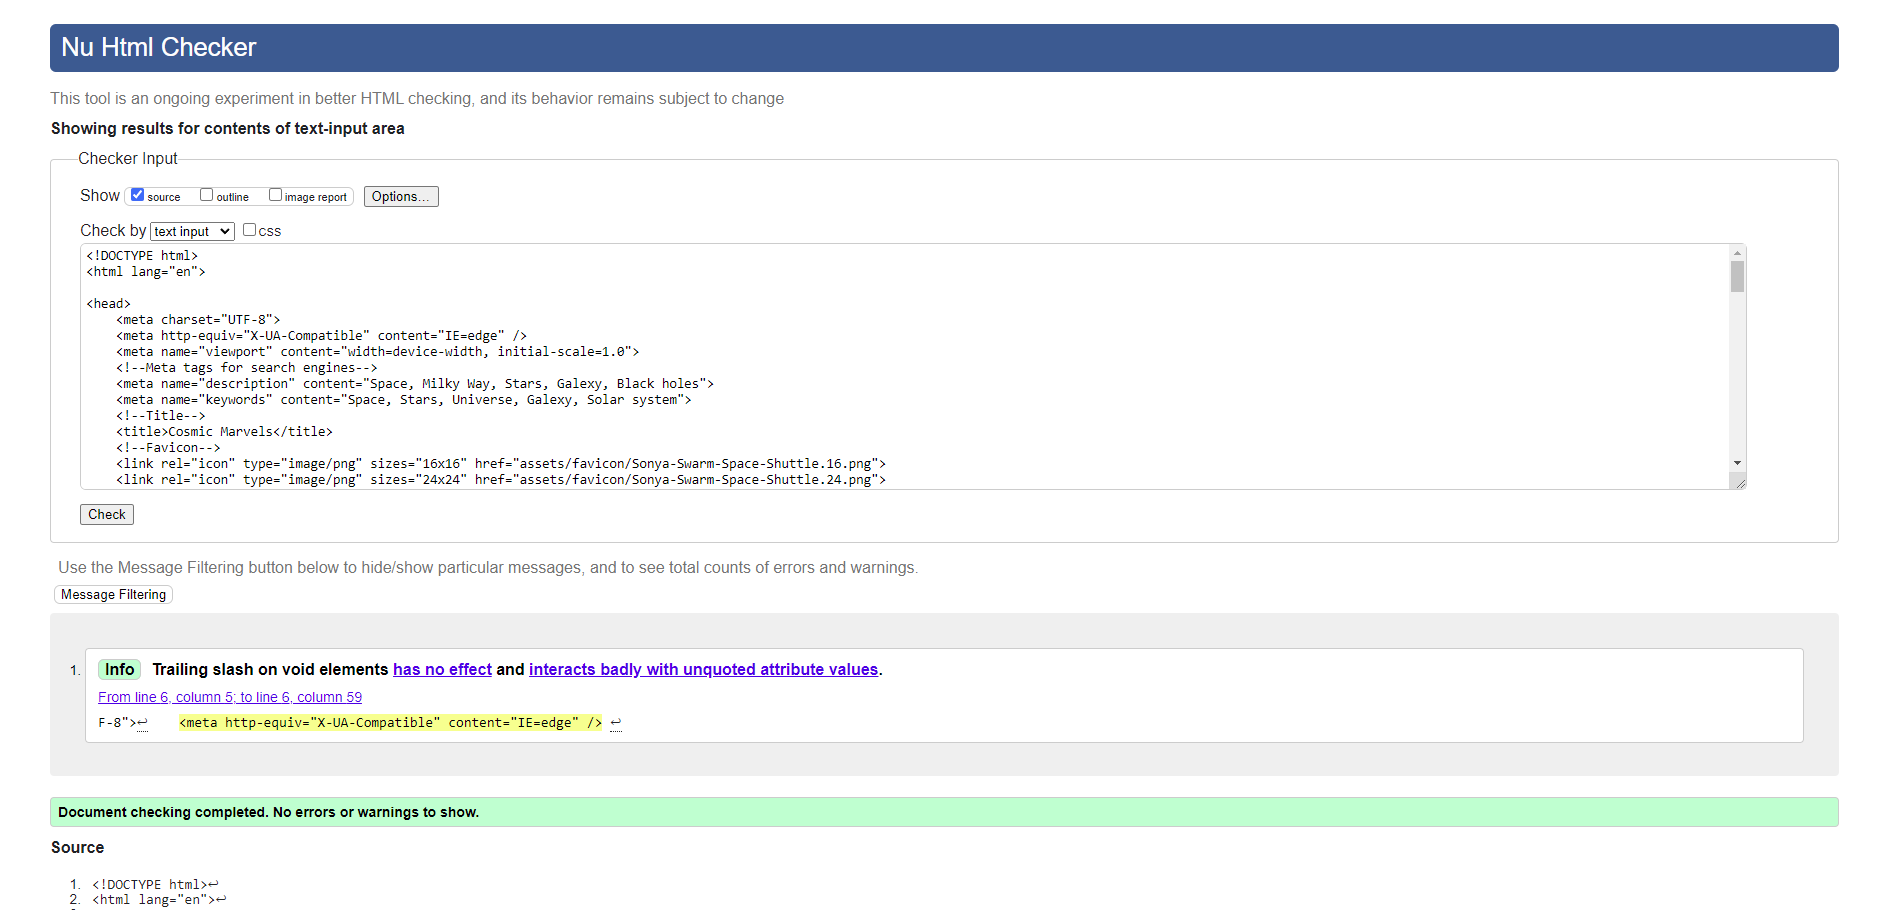 Nu Html Checker
This tool is an ongoing experiment in better HTML checking, and its behavior remains subject to change
Showing results for contents of text-input area
Checker Input
Show source outline image report Options...
Check by text input css
<!DOCTYPE html>
<html lang="en">
<head>
<meta charset="UTF-8">
<meta http-equiv="X-UA-Compatible" content="IE=edge" />
<meta name="viewport" content="width=device-width, initial-scale=1.0">
<!--Meta tags for search engines-->
<meta name="description" content="Space, Milky Way, Stars, Galexy, Black holes">
<meta name="keywords" content="Space, Stars, Universe, Galexy, Solar system">
<!--Title-->
<title>Cosmic Marvels</title>
<!--Favicon-->
<link rel="icon" type="image/png" sizes="16x16" href="assets/favicon/Sonya-Swarm-Space-Shuttle.16.png">
<link rel="icon" type="image/png" sizes="24x24" href="assets/favicon/Sonya-Swarm-Space-Shuttle.24.png">
Check
Use the Message Filtering button below to hide/show particular messages, and to see total counts of errors and warnings.
Message Filtering
1. Info Trailing slash on void elements has no effect and interacts badly with unquoted attribute values.
From line 6, column 5; to line 6, column 59
F-8">↩ <meta http-equiv="X-UA-Compatible" content="IE=edge" /> ↩
Document checking completed. No errors or warnings to show.
Source
1. <!DOCTYPE html>↩
2. <html lang="en">↩